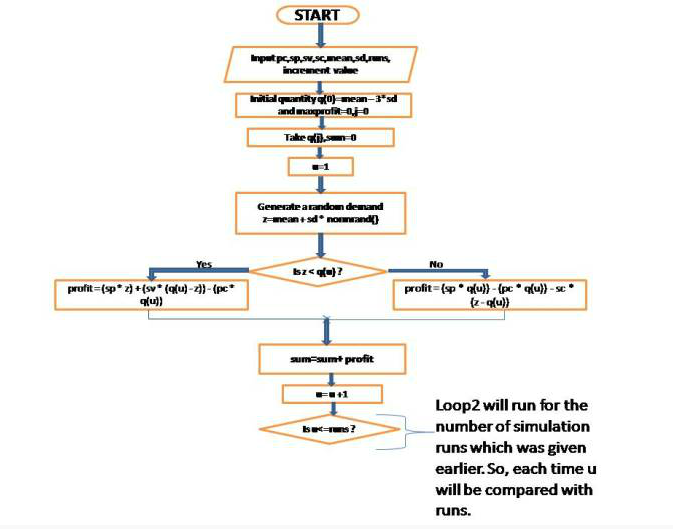 START
Input pc,sp,sv,sc,mean,sd,runs,
increment value
Initial quantity q(0)=mean-3*sd
and maxprofit=0,j=0
Take q(j),sum=0
u=1
Generate a random demand
z=mean+sd* normrand()
Is z < q(u) ?
Yes
No
profit=(sp* z)+(sv* (q(u)-z))-(pc*
q(u))
profit=(sp * q(u))-(pc * q(u))-sc *
(z-q(u))
sum=sum+ profit
u=u+1
Is u<=runs ?
Loop2 will run for the
number of simulation
runs which was given
earlier. So, each time u
will be compared with
runs.